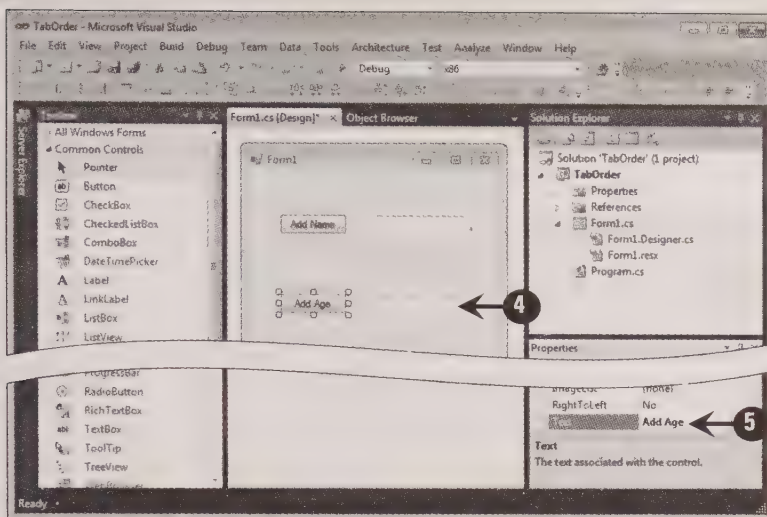 TabOrder - Microsoft Visual Studio
File Edit View Project Build Debug Team Data Tools Architecture Test Analyze Window Help
Debug x86
Server Explorer
Toolbox
All Windows Forms
Common Controls
Pointer
Button
CheckBox
CheckedListBox
ComboBox
DateTimePicker
Label
LinkLabel
ListBox
ListView
ProgressBar
RadioButton
RichTextBox
TextBox
ToolTip
TreeView
Form1.cs [Design]* Object Browser
Form1
Add Name
Add Age
4
Solution Explorer
Solution 'TabOrder' (1 project)
TabOrder
Properties
References
Form1.cs
Form1.Designer.cs
Form1.resx
Program.cs
Properties
(none)
RightToLeft No
Text Add Age
5
Text
The text associated with the control.
Ready